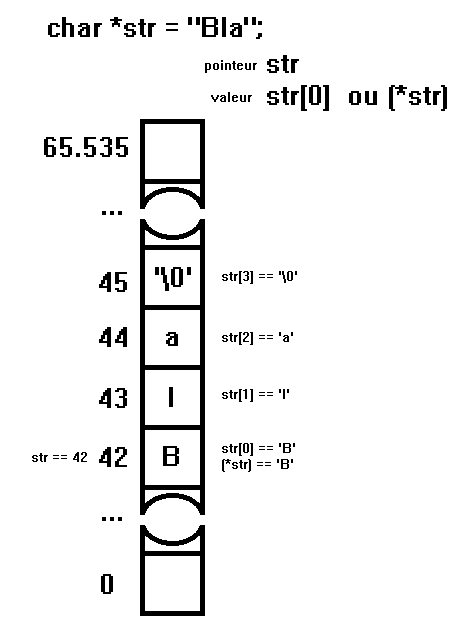 char *str = "Bla";
pointeur str
valeur str[0] ou (*str)
65.535
...
45 '\0' str[3] == '\0'
44 a str[2] == 'a'
43 l str[1] == 'l'
str == 42 42 B str[0] == 'B'
(*str) == 'B'
...
0